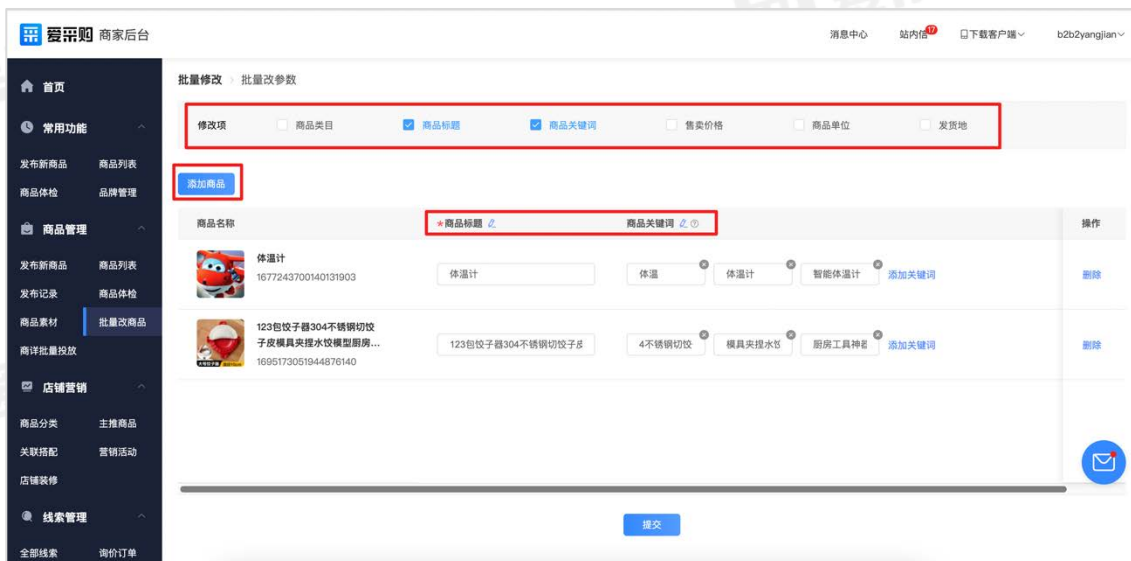 爱采购 商家后台
消息中心 站内信 17 下载客户端 b2b2yangjian
首页
批量修改 > 批量改参数
常用功能
修改项 商品类目 商品标题 商品关键词 售卖价格 商品单位 发货地
发布新商品 商品列表
商品体检 品牌管理
添加商品
商品管理
商品名称 *商品标题 商品关键词 操作
发布新商品 商品列表
发布记录 商品体检
体温计
1677243700140131903
体温计 体温 体温计 智能体温计 添加关键词 删除
商品素材 批量改商品
商详批量投放
123包饺子器304不锈钢切饺
子皮模具夹捏水饺模型厨房...
1695173051944876140
123包饺子器304不锈钢切饺子皮 4不锈钢切饺 模具夹捏水饺 厨房工具神器 添加关键词 删除
店铺营销
商品分类 主推商品
关联搭配 营销活动
店铺装修
线索管理
提交
全部线索 询价订单